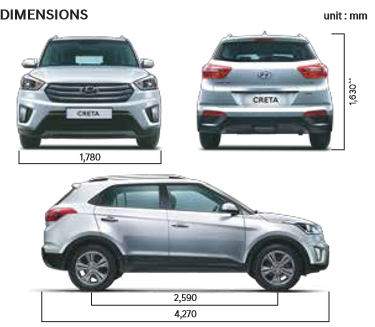 DIMENSIONS
unit : mm
CRETA
CRETA
1,630**
1,780
2,590
4,270